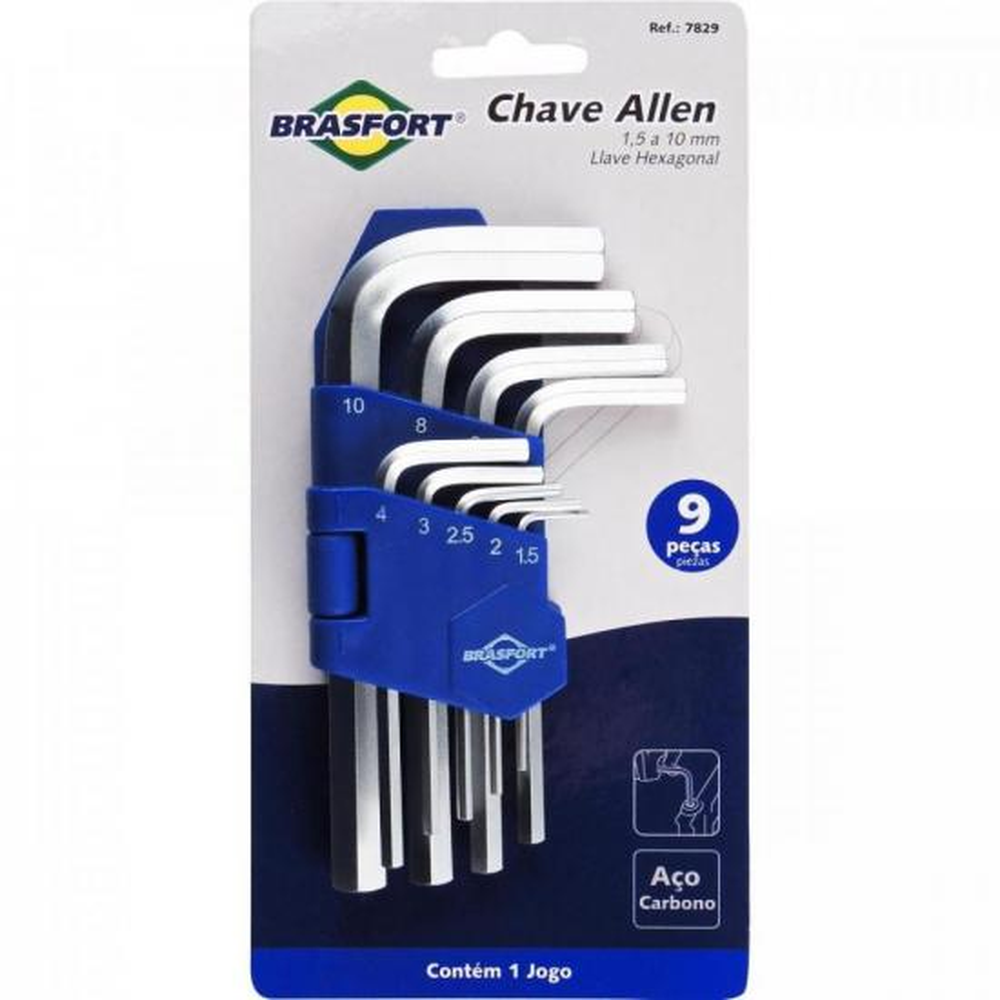 Ref.: 7829
BRASFORT®
Chave Allen
1,5 a 10 mm
Llave Hexagonal
10
8
4
3
2.5
2
1.5
9
peças
piezas
BRASFORT®
Aço
Carbono
Contém 1 Jogo